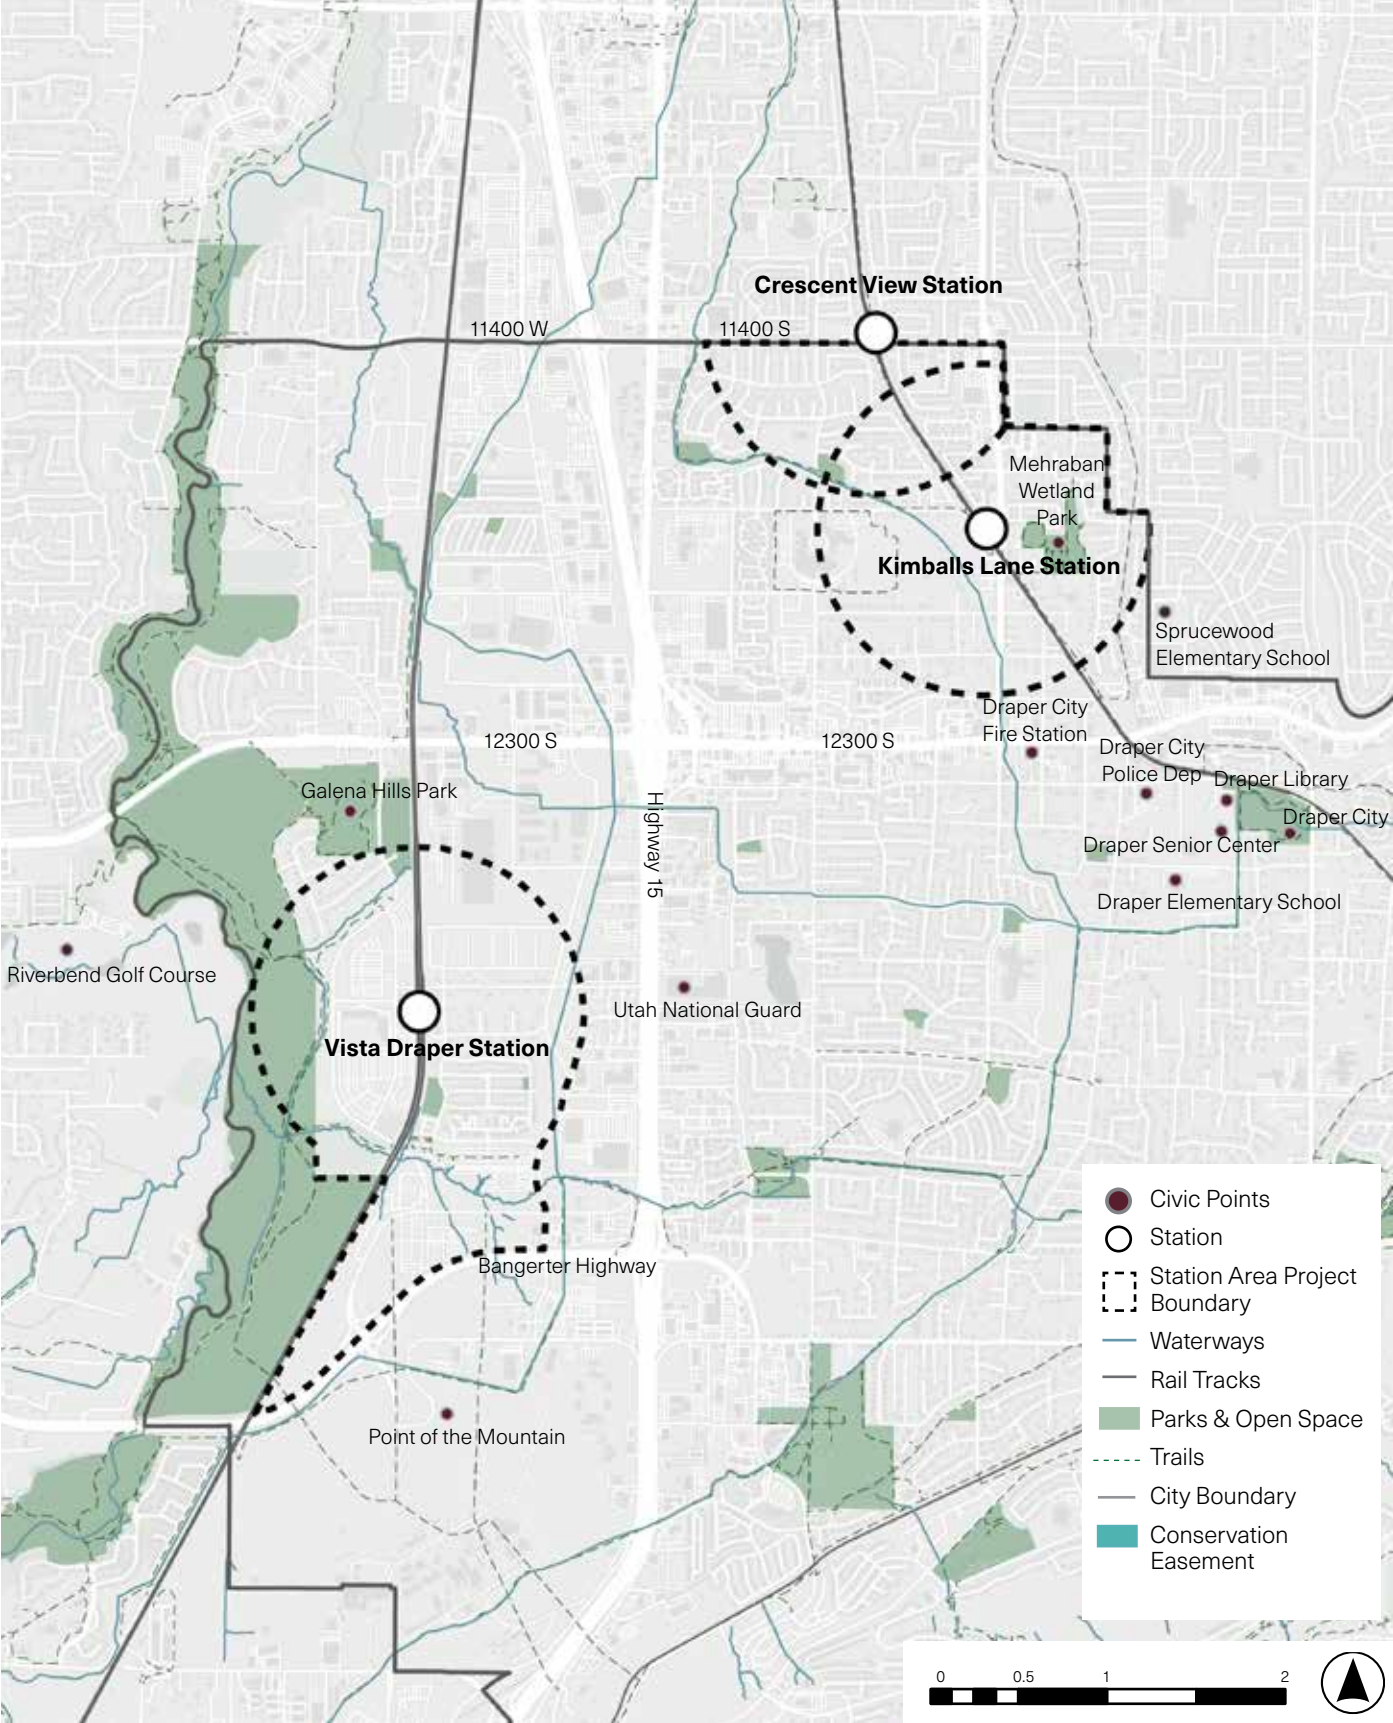 Crescent View Station
11400 W
11400 S
Mehraban
Wetland
Park
Kimballs Lane Station
Sprucewood
Elementary School
Draper City
Fire Station
12300 S
12300 S
Draper City
Police Dep
Draper Library
Galena Hills Park
Highway 15
Draper City
Draper Senior Center
Draper Elementary School
Riverbend Golf Course
Utah National Guard
Vista Draper Station
Bangerter Highway
Point of the Mountain
Civic Points
Station
Station Area Project
Boundary
Waterways
Rail Tracks
Parks & Open Space
Trails
City Boundary
Conservation
Easement
0 0.5 1 2